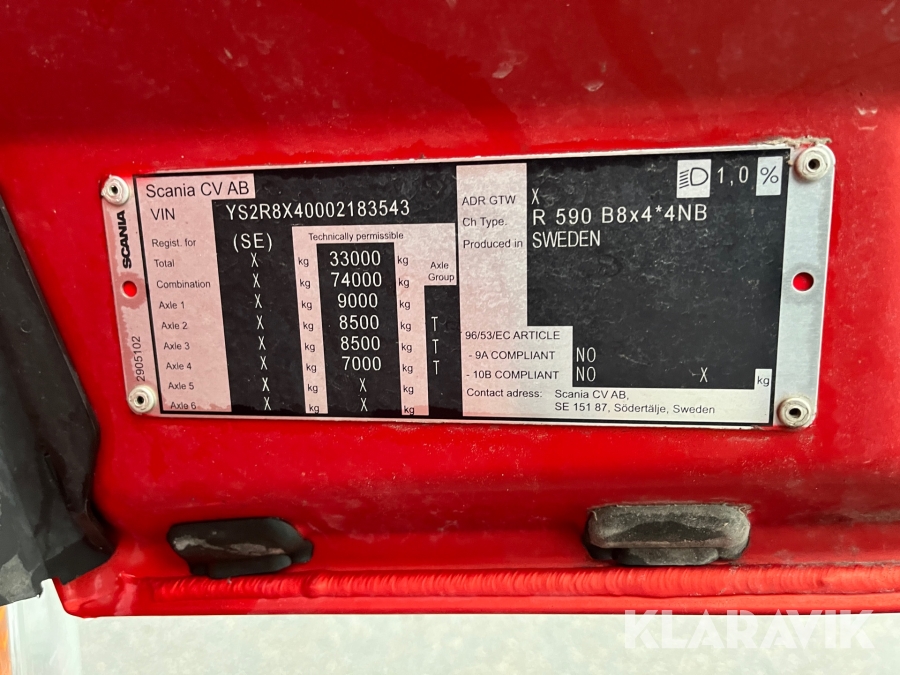 Scania CV AB
SCANIA
2905102
VIN YS2R8X40002183543
Regist. for (SE) Technically permissible
Total X kg 33000 kg Axle Group
Combination X kg 74000 kg
Axle 1 X kg 9000 kg
Axle 2 X kg 8500 kg T
Axle 3 X kg 8500 kg T
Axle 4 X kg 7000 kg T
Axle 5 X kg X kg
Axle 6 X kg X kg
1,0 %
ADR GTW X
Ch Type. R 590 B8x4*4NB
Produced in SWEDEN
96/53/EC ARTICLE
- 9A COMPLIANT NO
- 10B COMPLIANT NO X kg
Contact adress: Scania CV AB,
SE 151 87, Södertälje, Sweden
KLARAVIK